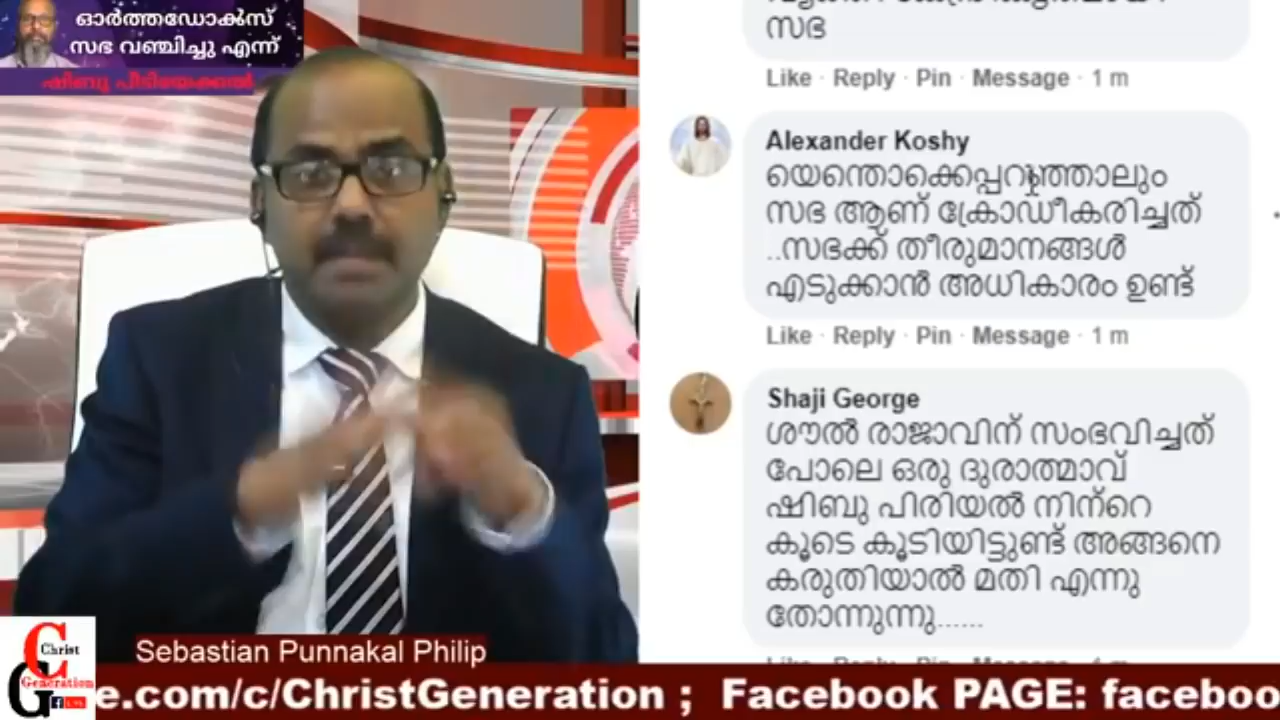 ഓർത്തഡോക്സ്
സഭ വഞ്ചിച്ചു എന്ന്
ഷിബു പീടിയേക്കൽ
സഭ
Like · Reply · Pin · Message · 1 m
Alexander Koshy
യെന്തൊക്കെപ്പറഞ്ഞാലും
സഭ ആണ് ക്രോഡീകരിച്ചത്
..സഭക്ക് തീരുമാനങ്ങൾ
എടുക്കാൻ അധികാരം ഉണ്ട്
Like · Reply · Pin · Message · 1 m
Shaji George
ശൗൽ രാജാവിന് സംഭവിച്ചത്
പോലെ ഒരു ദുരാത്മാവ്
ഷിബു പിരിയൽ നിന്റെ
കൂടെ കൂടിയിട്ടുണ്ട് അങ്ങനെ
കരുതിയാൽ മതി എന്നു
തോന്നുന്നു......
Sebastian Punnakal Philip
Christ
Generation
e.com/c/ChristGeneration ; Facebook PAGE: faceboo